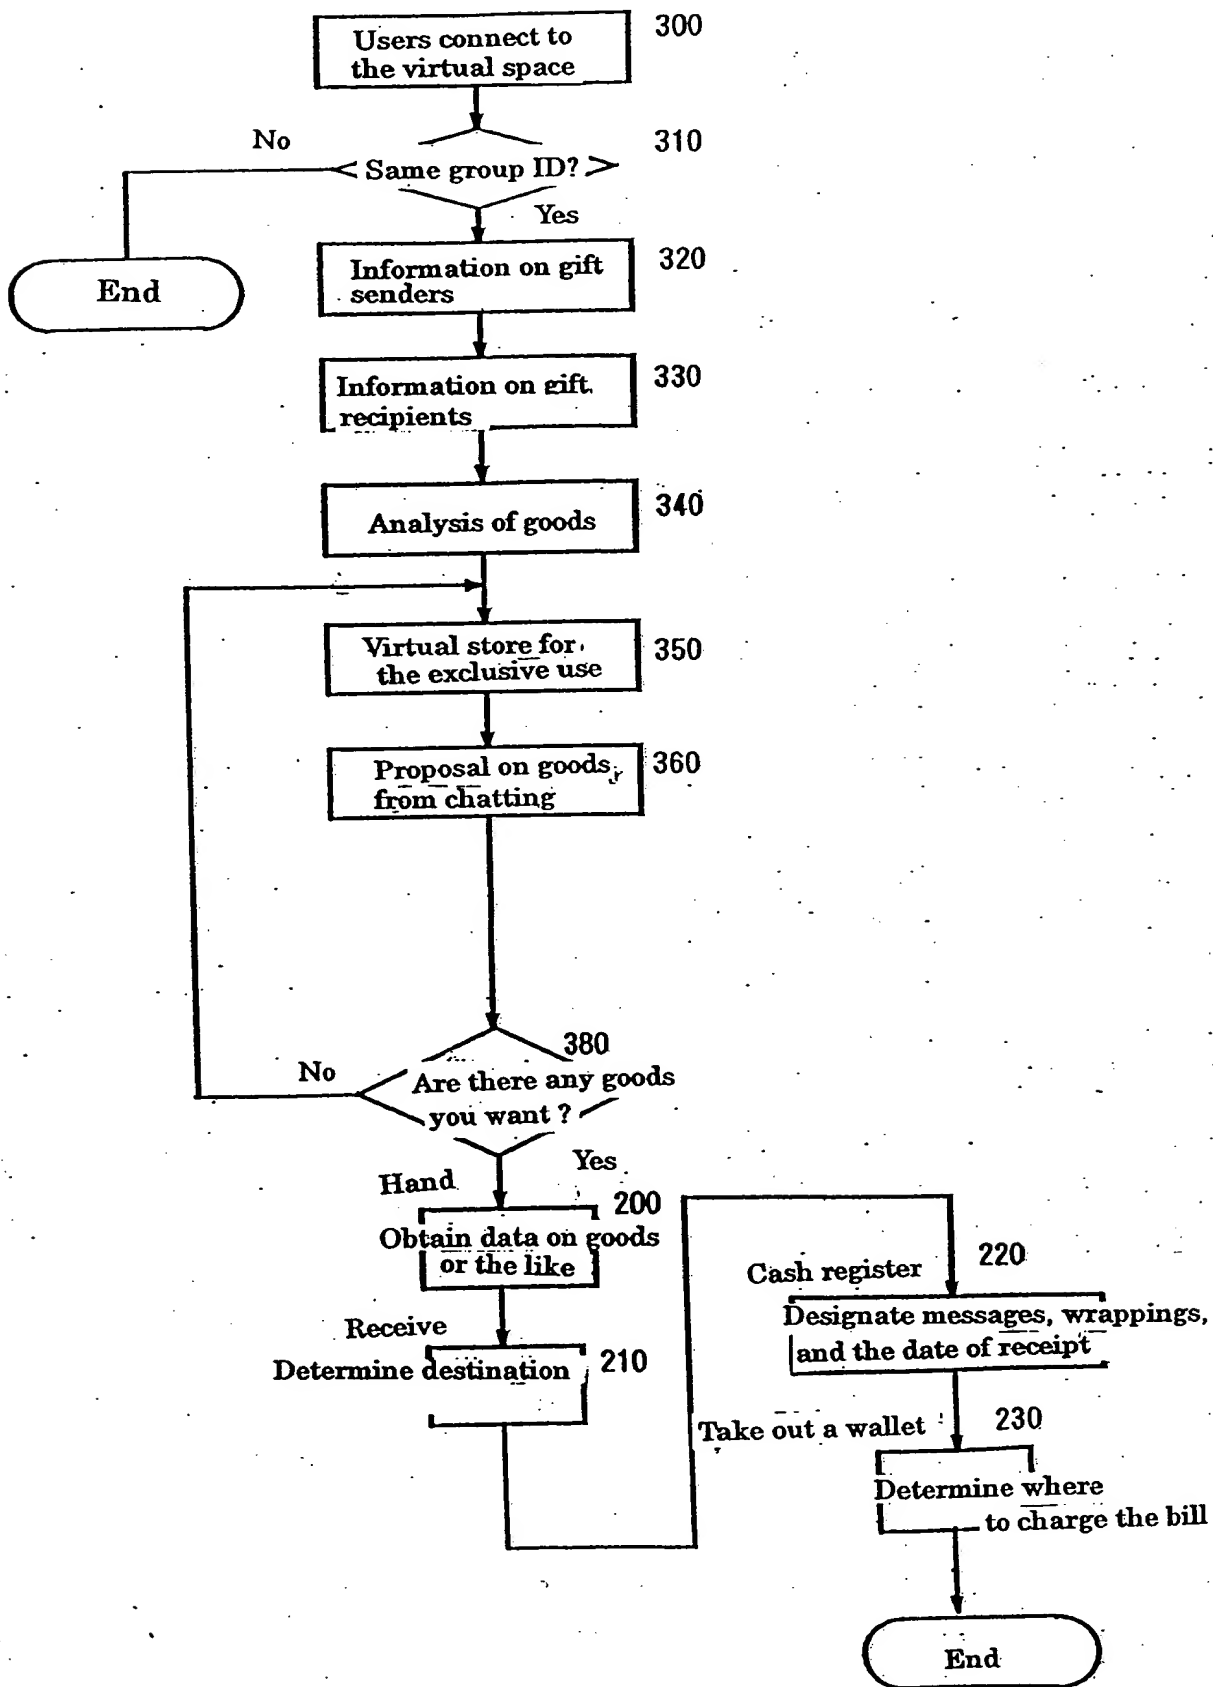 Users connect to
the virtual space
300
No
Same group ID?
310
Yes
End
Information on gift
senders
320
Information on gift
recipients
330
Analysis of goods
340
Virtual store for
the exclusive use
350
Proposal on goods,
from chatting
360
380
No
Are there any goods
you want ?
Yes
Hand
200
Obtain data on goods
or the like
Receive
Determine destination
210
Cash register
220
Designate messages, wrappings,
and the date of receipt
Take out a wallet
230
Determine where
to charge the bill
End